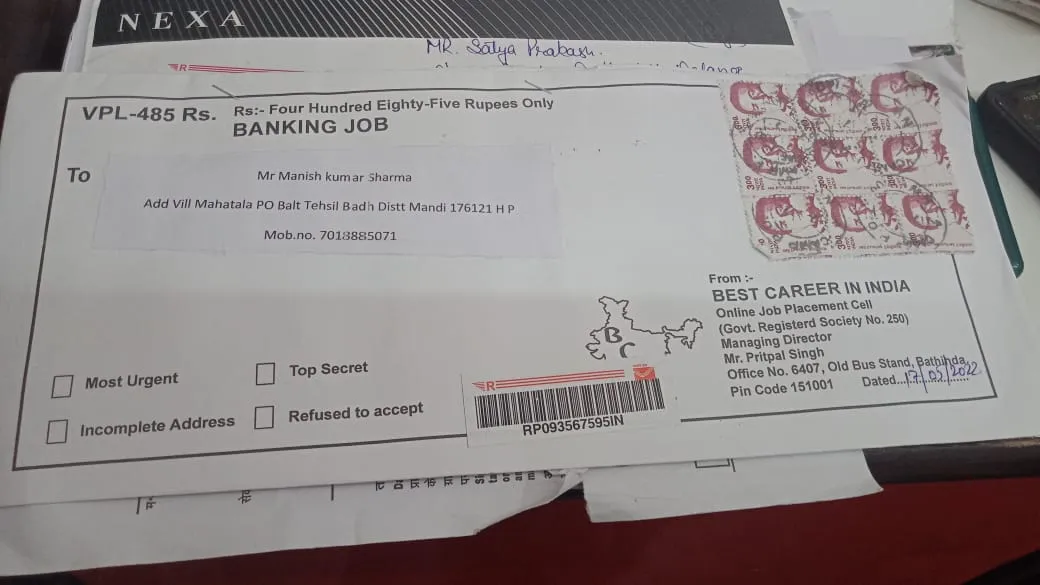 NEXA
MR. Satya Prabash.
R
VPL-485 Rs. Rs:- Four Hundred Eighty-Five Rupees Only
BANKING JOB
To
Mr Manish kumar Sharma
Add Vill Mahatala PO Balt Tehsil Badh Distt Mandi 176121 H P
Mob.no. 7018885071
From :-
BEST CAREER IN INDIA
Online Job Placement Cell
(Govt. Registerd Society No. 250)
Managing Director
Mr. Pritpal Singh
Office No. 6407, Old Bus Stand, Bathinda
Pin Code 151001 Dated...17/02/2022
B
C
Most Urgent
Top Secret
Incomplete Address
Refused to accept
R
RP093567595IN